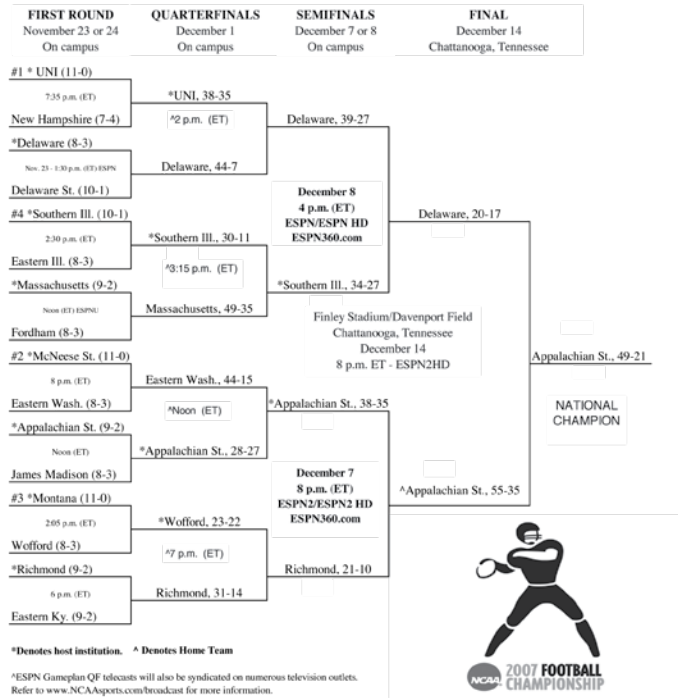 FIRST ROUND
November 23 or 24
On campus
QUARTERFINALS
December 1
On campus
SEMIFINALS
December 7 or 8
On campus
FINAL
December 14
Chattanooga, Tennessee
#1 * UNI (11-0)
7:35 p.m. (ET)
New Hampshire (7-4)
*Delaware (8-3)
Nov. 23 - 1:30 p.m. (ET) ESPN
Delaware St. (10-1)
#4 *Southern Ill. (10-1)
2:30 p.m. (ET)
Eastern Ill. (8-3)
*Massachusetts (9-2)
Noon (ET) ESPNU
Fordham (8-3)
#2 *McNeese St. (11-0)
8 p.m. (ET)
Eastern Wash. (8-3)
*Appalachian St. (9-2)
Noon (ET)
James Madison (8-3)
#3 *Montana (11-0)
2:05 p.m. (ET)
Wofford (8-3)
*Richmond (9-2)
6 p.m. (ET)
Eastern Ky. (9-2)
*UNI, 38-35
^2 p.m. (ET)
Delaware, 44-7
*Southern Ill., 30-11
^3:15 p.m. (ET)
Massachusetts, 49-35
Eastern Wash., 44-15
^Noon (ET)
*Appalachian St., 28-27
*Wofford, 23-22
^7 p.m. (ET)
Richmond, 31-14
Delaware, 39-27
December 8
4 p.m. (ET)
ESPN/ESPN HD
ESPN360.com
*Southern Ill., 34-27
Finley Stadium/Davenport Field
Chattanooga, Tennessee
December 14
8 p.m. ET - ESPN2HD
*Appalachian St., 38-35
December 7
8 p.m. (ET)
ESPN2/ESPN2 HD
ESPN360.com
Richmond, 21-10
Delaware, 20-17
^Appalachian St., 55-35
Appalachian St., 49-21
NATIONAL
CHAMPION
*Denotes host institution. ^ Denotes Home Team
^ESPN Gameplan QF telecasts will also be syndicated on numerous television outlets.
Refer to www.NCAAsports.com/broadcast for more information.
NCAA
2007 FOOTBALL
CHAMPIONSHIP